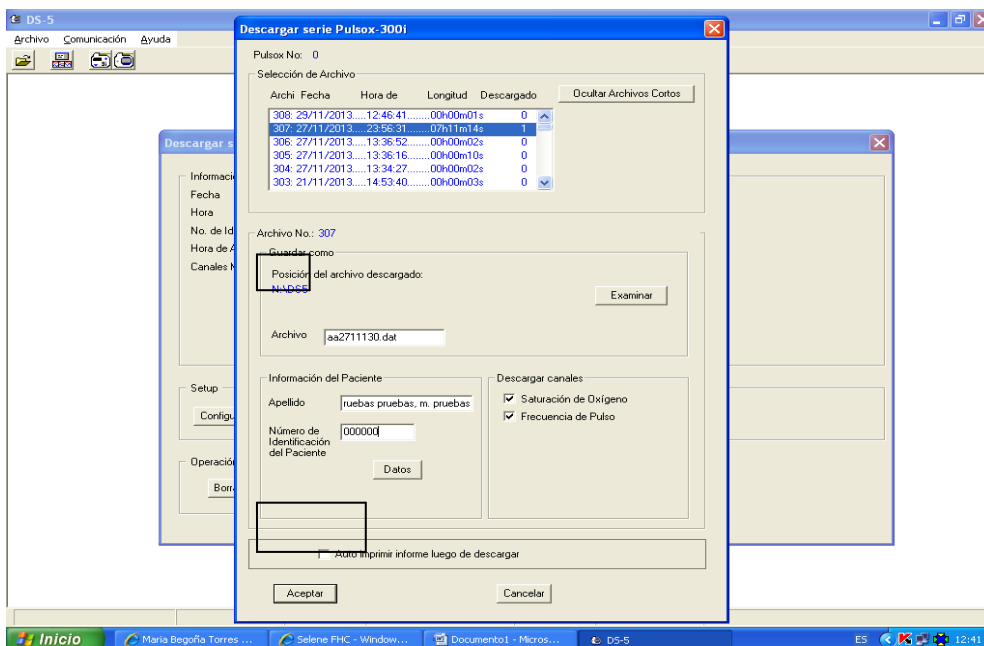 DS-5
Archivo Comunicación Ayuda
Descargar serie Pulsox-300i
Pulsox No: 0
Selección de Archivo
Archi Fecha Hora de Longitud Descargado
Ocultar Archivos Cortos
308: 29/11/2013.....12:46:41........00h00m01s 0
307: 27/11/2013.....23:56:31........07h11m14s 1
306: 27/11/2013.....13:36:52........00h00m02s 0
305: 27/11/2013.....13:36:16........00h00m10s 0
304: 27/11/2013.....13:34:27........00h00m02s 0
303: 21/11/2013.....14:53:40........00h00m03s 0
Descargar s
Informaci
Fecha
Hora
No. de Id
Hora de A
Canales M
Setup
Configu
Operación
Borr
Archivo No.: 307
Guardar como
Posición del archivo descargado:
N:\DS5
Examinar
Archivo aa2711130.dat
Información del Paciente
Apellido ruebas pruebas, m. pruebas
Número de Identificación del Paciente 000000
Datos
Descargar canales
Saturación de Oxígeno
Frecuencia de Pulso
Auto Imprimir informe luego de descargar
Aceptar Cancelar
Inicio Maria Begoña Torres ... Selene FHC - Window... Documento1 - Micros... DS-5 ES 12:41